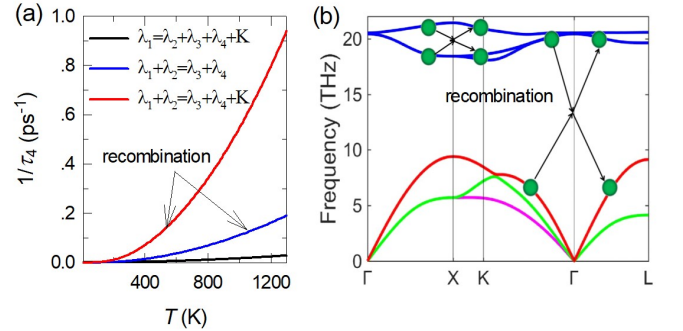 (a)
1/τ4 (ps-1)
1.0
.8
.6
.4
.2
0.0
λ1=λ2+λ3+λ4+K
λ1+λ2=λ3+λ4
λ1+λ2=λ3+λ4+K
recombination
400
800
1200
T (K)
(b)
Frequency (THz)
20
15
10
5
0
recombination
Γ
X
K
Γ
L